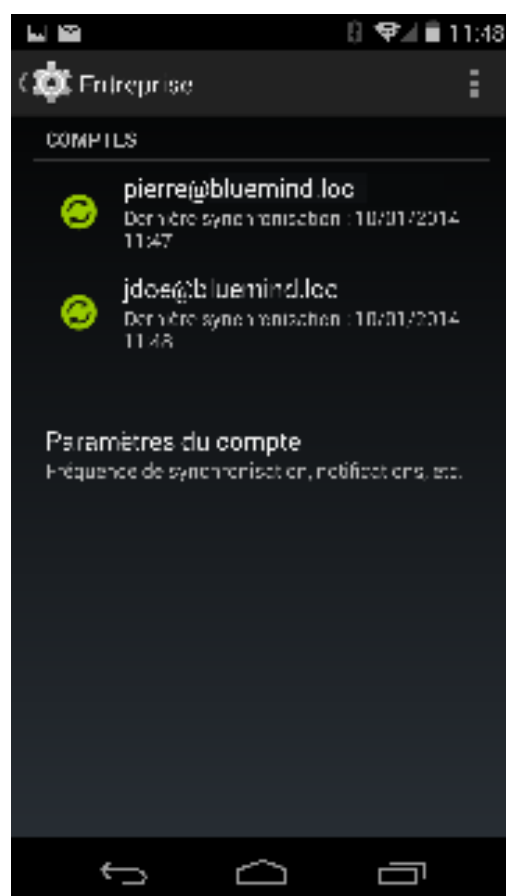 11:48
Entreprise
COMPTES
pierre@bluemind.loc
Dernière synchronisation : 10/01/2014
11:47
jdoe@bluemind.loc
Dernière synchronisation : 10/01/2014
11:48
Paramètres du compte
Fréquence de synchronisation, notifications, etc.